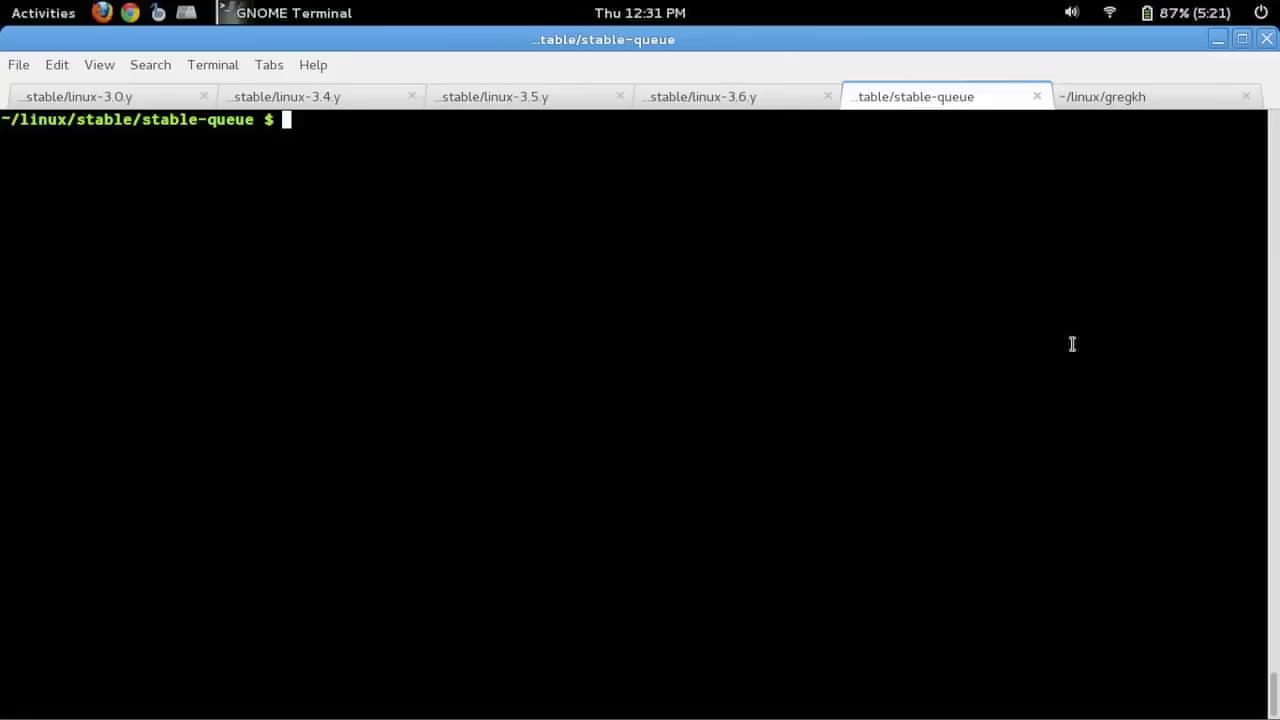 Activities GNOME Terminal Thu 12:31 PM 87% (5:21)
...table/stable-queue
File Edit View Search Terminal Tabs Help
...stable/linux-3.0.y ...stable/linux-3.4.y ...stable/linux-3.5.y ...stable/linux-3.6.y ...table/stable-queue ~/linux/gregkh
~/linux/stable/stable-queue $